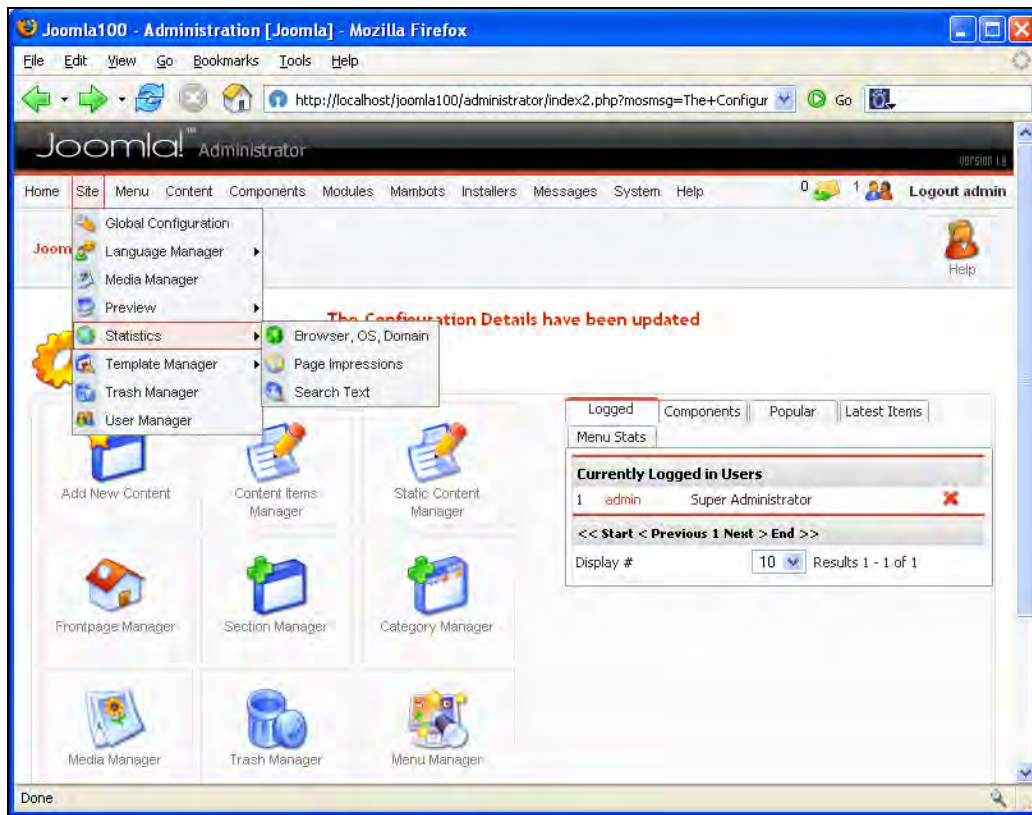 Joomla100 - Administration [Joomla] - Mozilla Firefox
File Edit View Go Bookmarks Tools Help
http://localhost/joomla100/administrator/index2.php?mosmsg=The+Configur Go
Joomla!™ Administrator
version 1.0
Home Site Menu Content Components Modules Mambots Installers Messages System Help 0 1 Logout admin
Global Configuration
Joom Language Manager
Help
Media Manager
Preview
The Configuration Details have been updated
Statistics Browser, OS, Domain
Template Manager Page Impressions
Trash Manager Search Text
User Manager
Logged Components Popular Latest Items
Menu Stats
Currently Logged in Users
1 admin Super Administrator
<< Start < Previous 1 Next > End >>
Display # 10 Results 1 - 1 of 1
Add New Content Content Items Manager Static Content Manager
Frontpage Manager Section Manager Category Manager
Media Manager Trash Manager Menu Manager
Done